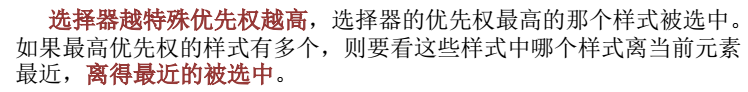 选择器越特殊优先权越高，选择器的优先权最高的那个样式被选中。
如果最高优先权的样式有多个，则要看这些样式中哪个样式离当前元素
最近，离得最近的被选中。